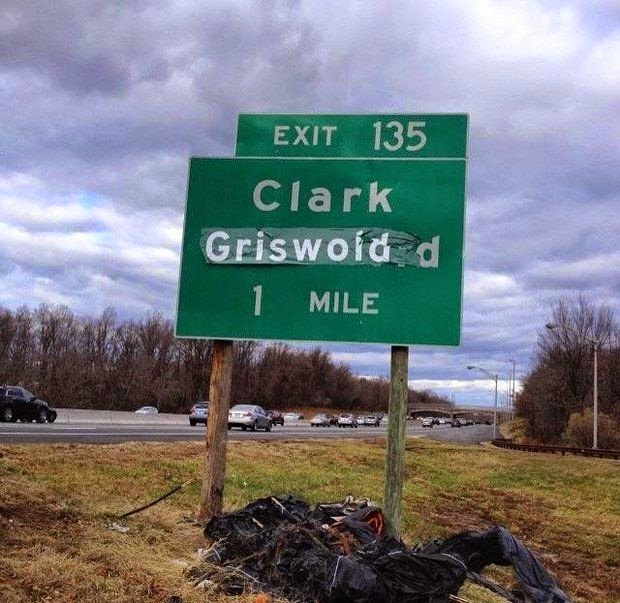 EXIT 135
Clark
Griswold d
1 MILE